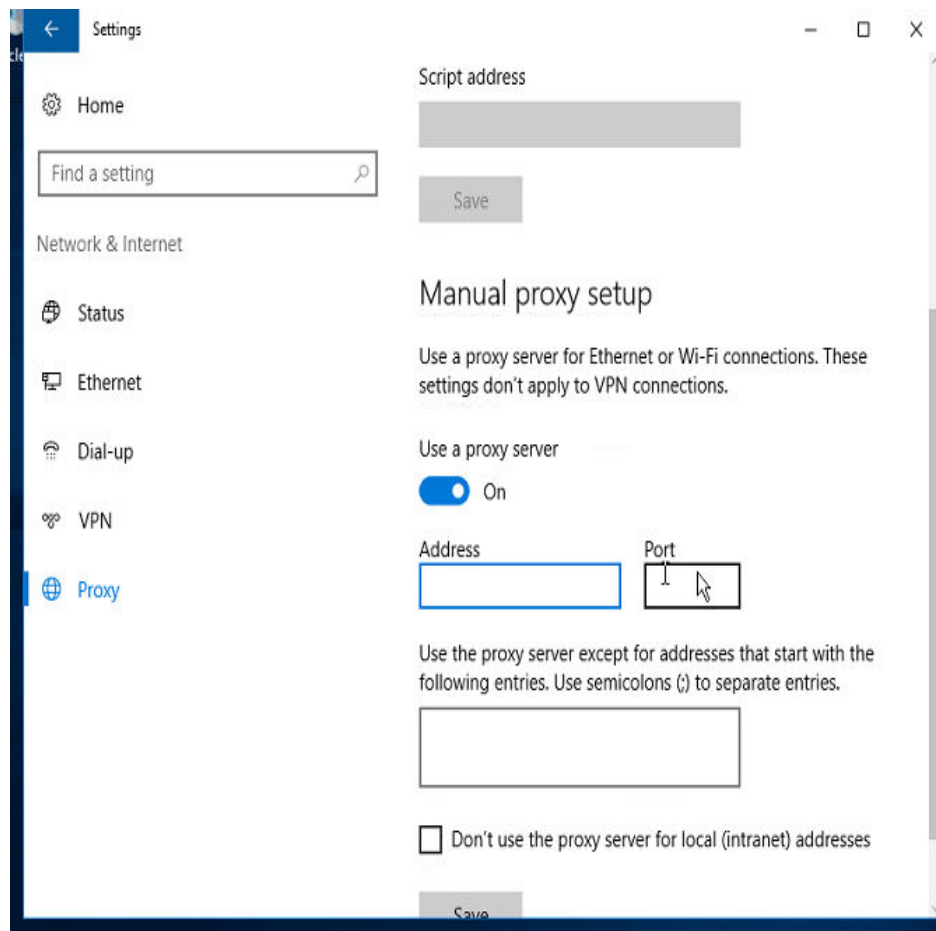 Settings
Home
Find a setting
Network & Internet
Status
Ethernet
Dial-up
VPN
Proxy
Script address
Save
Manual proxy setup
Use a proxy server for Ethernet or Wi-Fi connections. These
settings don't apply to VPN connections.
Use a proxy server
On
Address Port
Use the proxy server except for addresses that start with the
following entries. Use semicolons (;) to separate entries.
Don't use the proxy server for local (intranet) addresses
Save